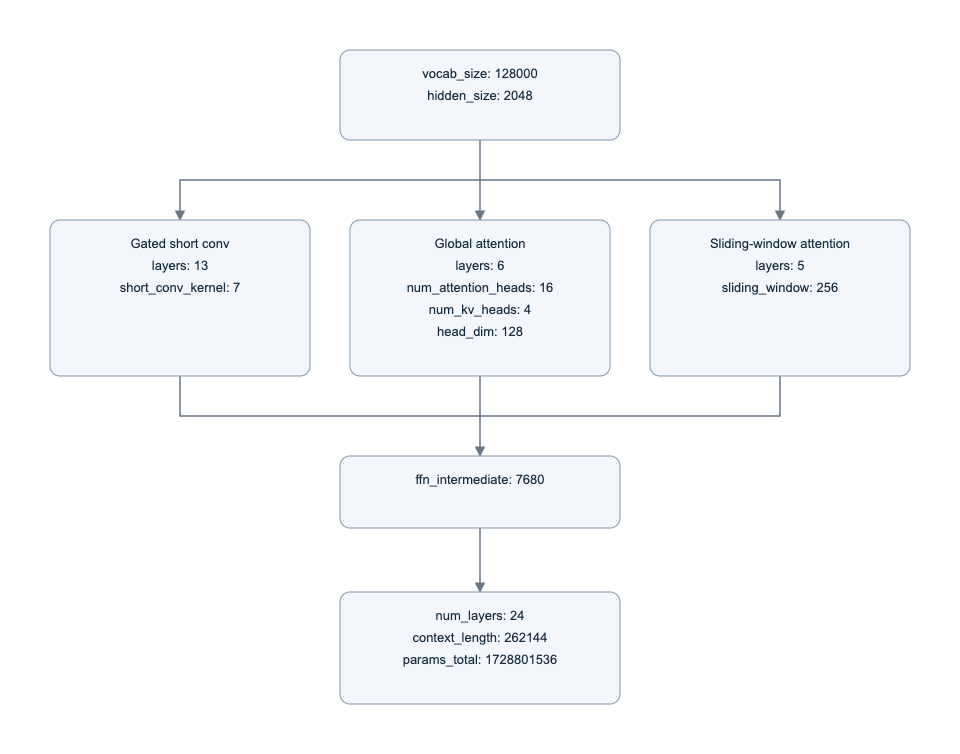 vocab_size: 128000
hidden_size: 2048
Gated short conv
layers: 13
short_conv_kernel: 7
Global attention
layers: 6
num_attention_heads: 16
num_kv_heads: 4
head_dim: 128
Sliding-window attention
layers: 5
sliding_window: 256
ffn_intermediate: 7680
num_layers: 24
context_length: 262144
params_total: 1728801536